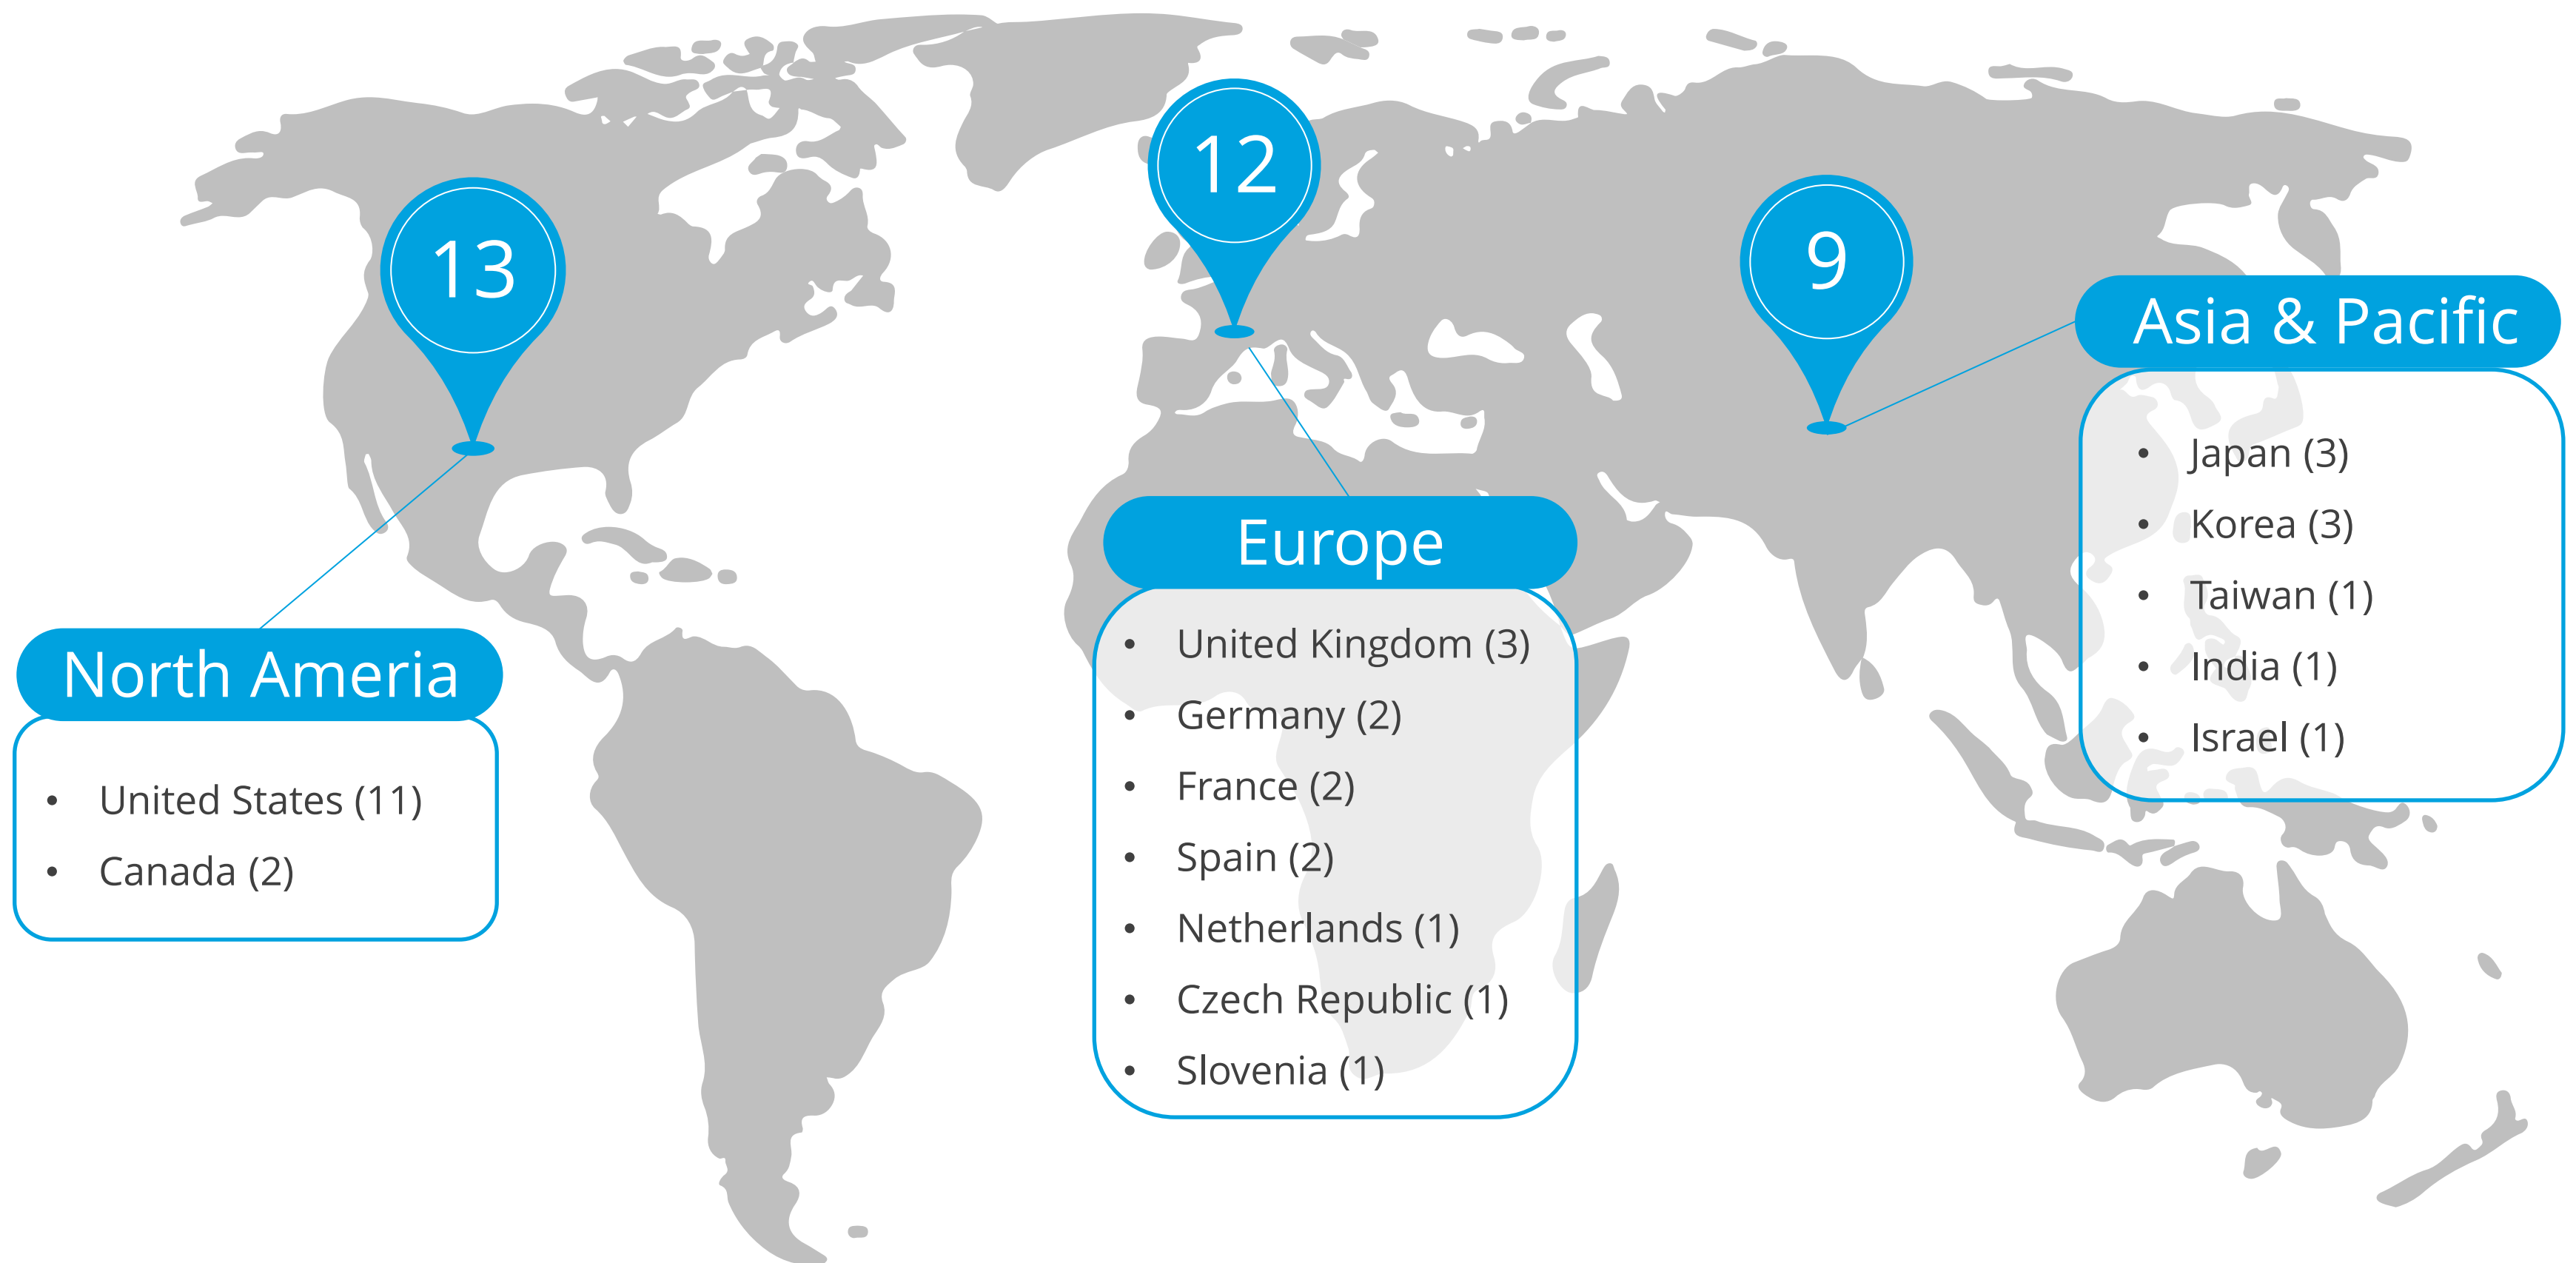 13
12
9
North Ameria
• United States (11)
• Canada (2)
Europe
• United Kingdom (3)
• Germany (2)
• France (2)
• Spain (2)
• Netherlands (1)
• Czech Republic (1)
• Slovenia (1)
Asia & Pacific
• Japan (3)
• Korea (3)
• Taiwan (1)
• India (1)
• Israel (1)